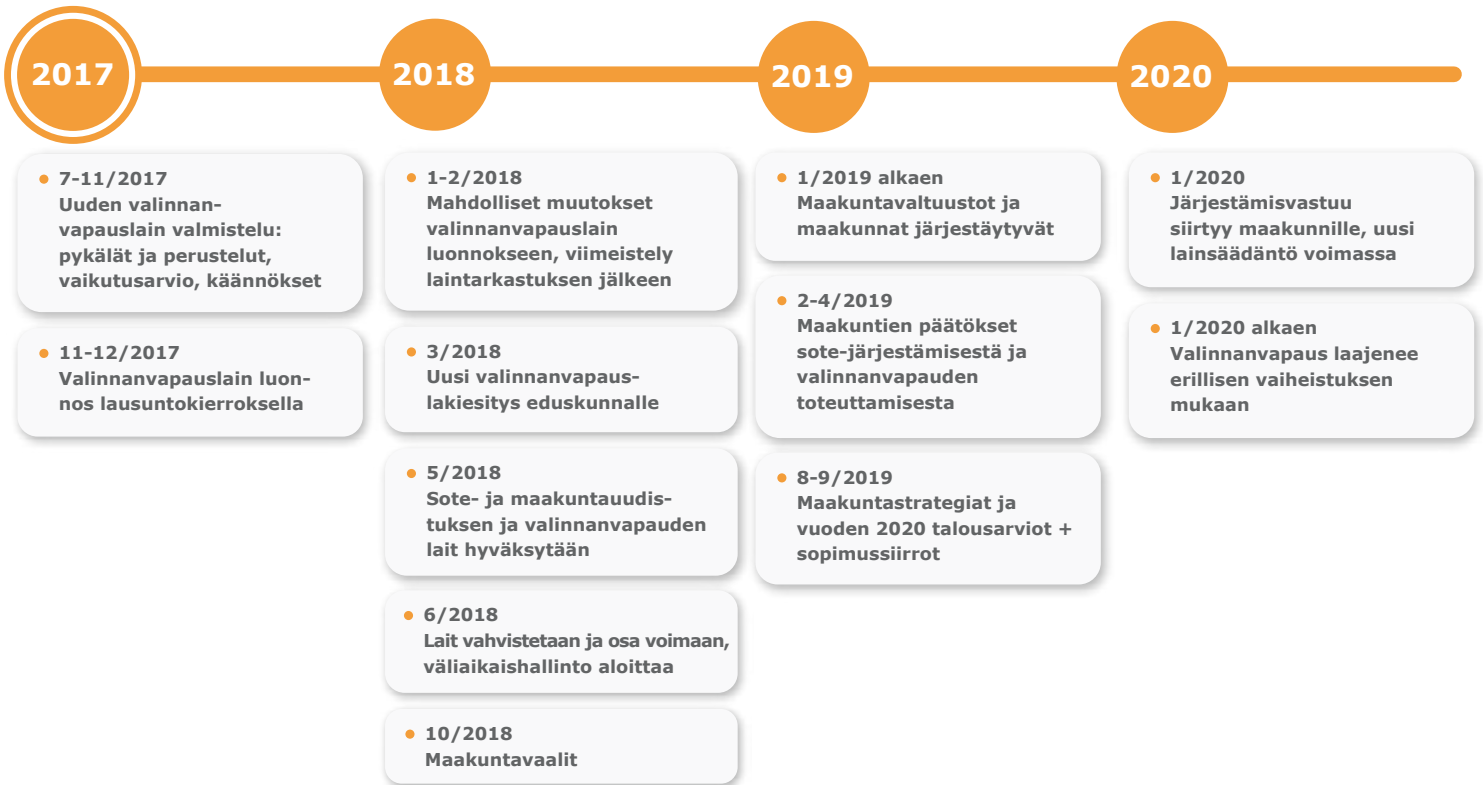 2017
2018
2019
2020
7-11/2017
Uuden valinnan-
vapauslain valmistelu:
pykälät ja perustelut,
vaikutusarvio, käännökset
11-12/2017
Valinnanvapauslain luon-
nos lausuntokierroksella
1-2/2018
Mahdolliset muutokset
valinnanvapauslain
luonnokseen, viimeistely
laintarkastuksen jälkeen
3/2018
Uusi valinnanvapaus-
lakiesitys eduskunnalle
5/2018
Sote- ja maakuntauudis-
tuksen ja valinnanvapauden
lait hyväksytään
6/2018
Lait vahvistetaan ja osa voimaan,
väliaikaishallinto aloittaa
10/2018
Maakuntavaalit
1/2019 alkaen
Maakuntavaltuustot ja
maakunnat järjestäytyvät
2-4/2019
Maakuntien päätökset
sote-järjestämisestä ja
valinnanvapauden
toteuttamisesta
8-9/2019
Maakuntastrategiat ja
vuoden 2020 talousarviot +
sopimussiirrot
1/2020
Järjestämisvastuu
siirtyy maakunnille, uusi
lainsäädäntö voimassa
1/2020 alkaen
Valinnanvapaus laajenee
erillisen vaiheistuksen
mukaan